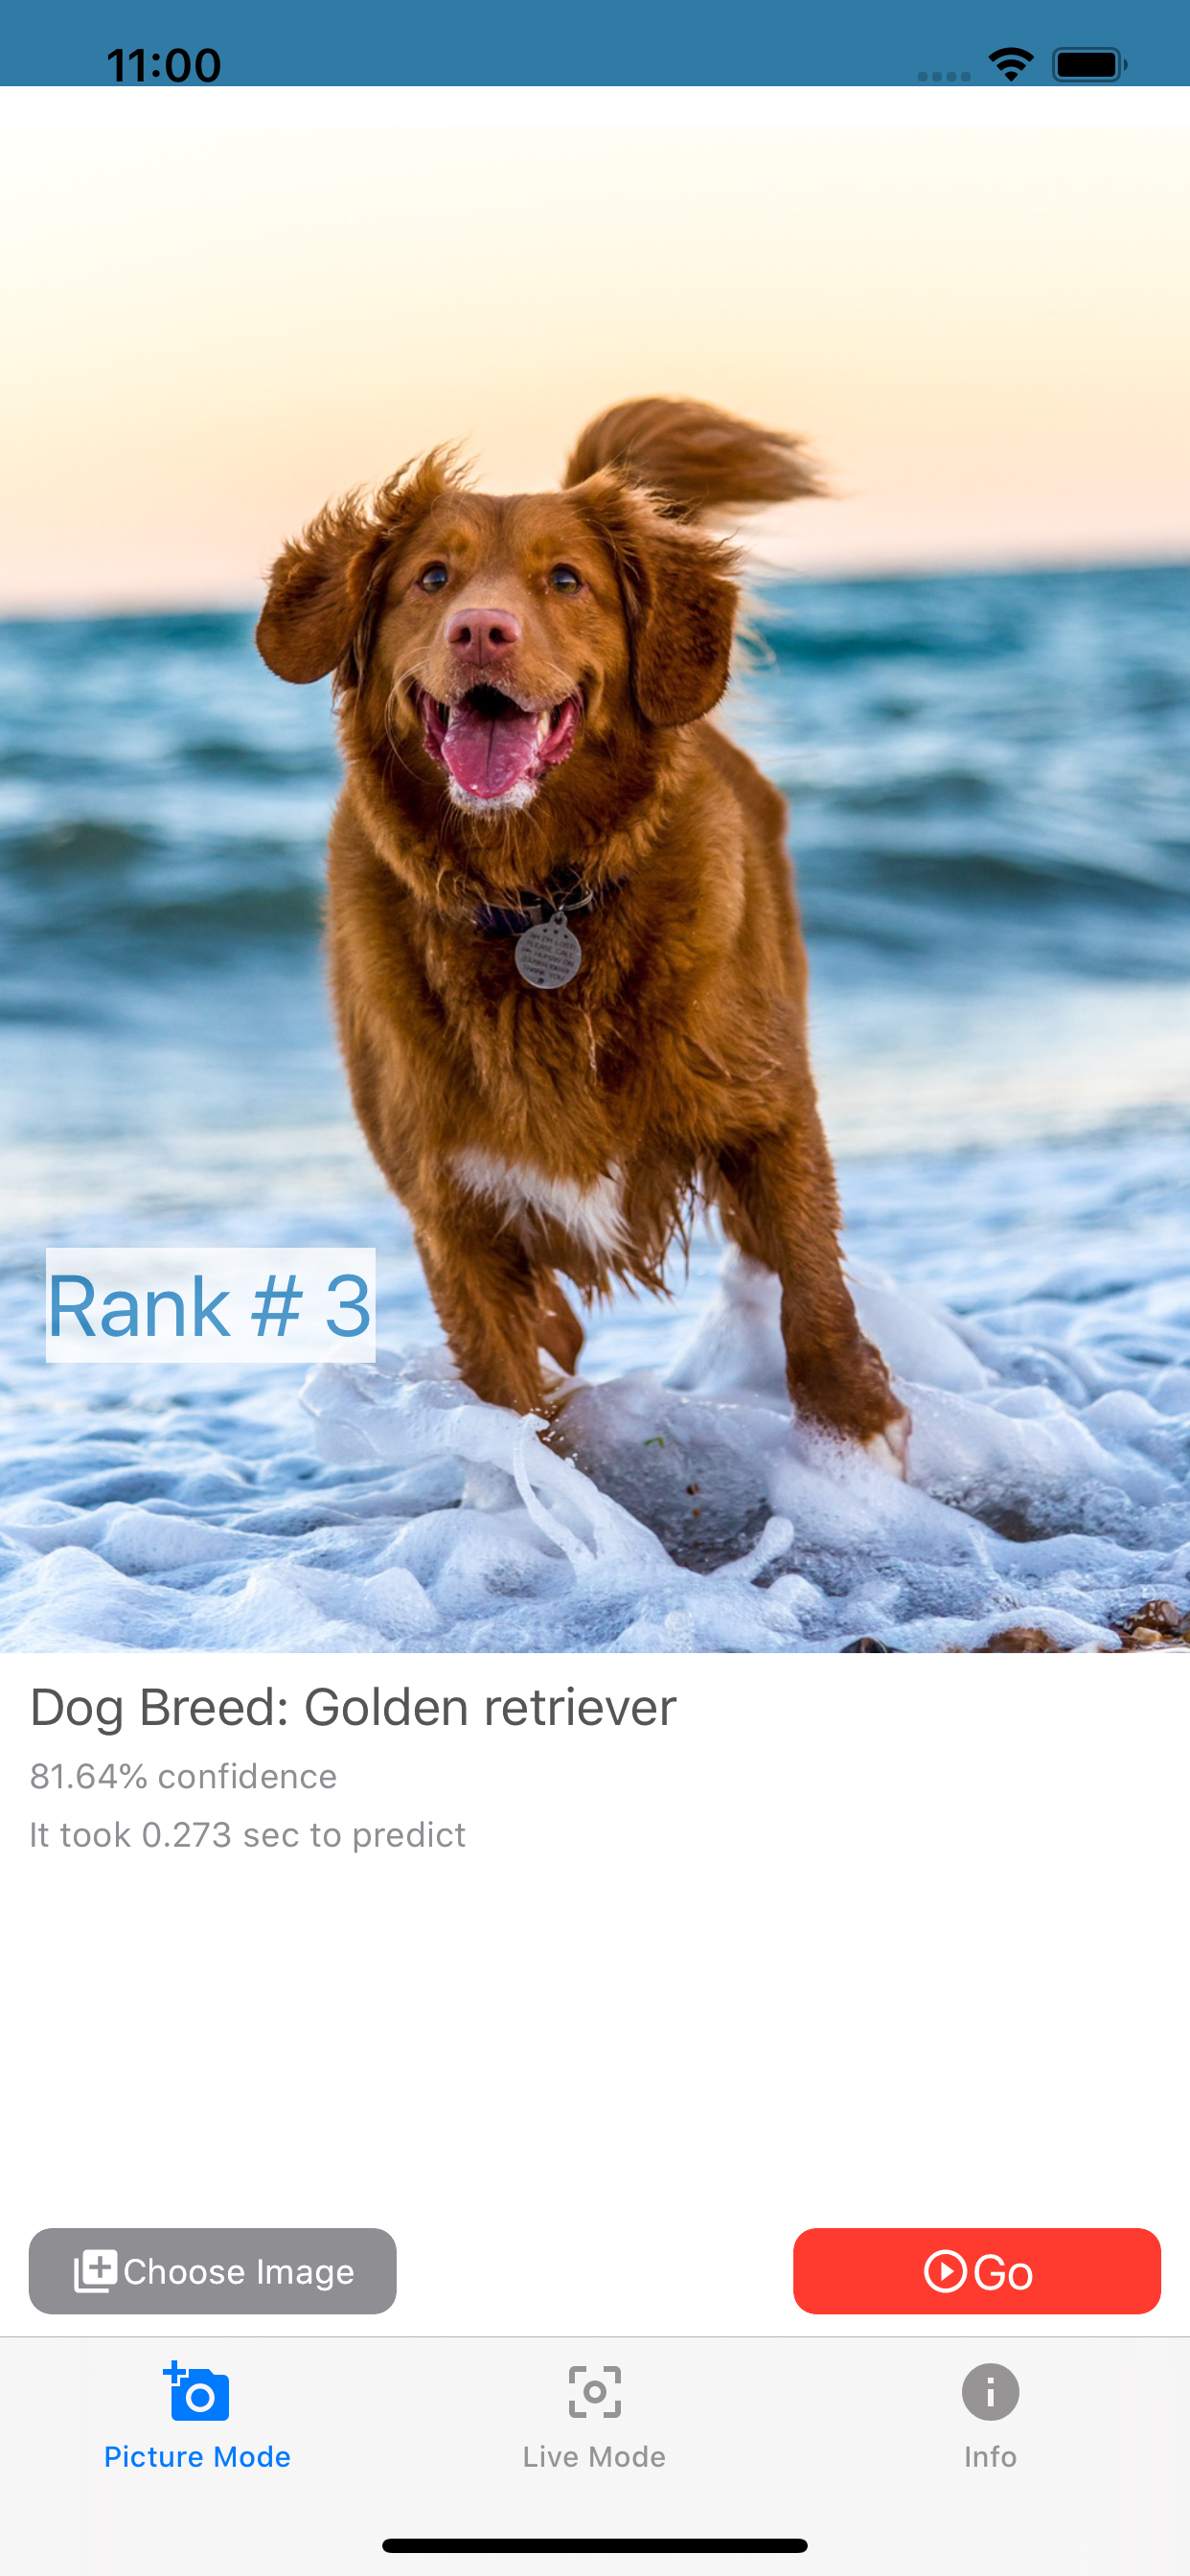 11:00
Rank # 3
Dog Breed: Golden retriever
81.64% confidence
It took 0.273 sec to predict
Choose Image
Go
Picture Mode
Live Mode
Info